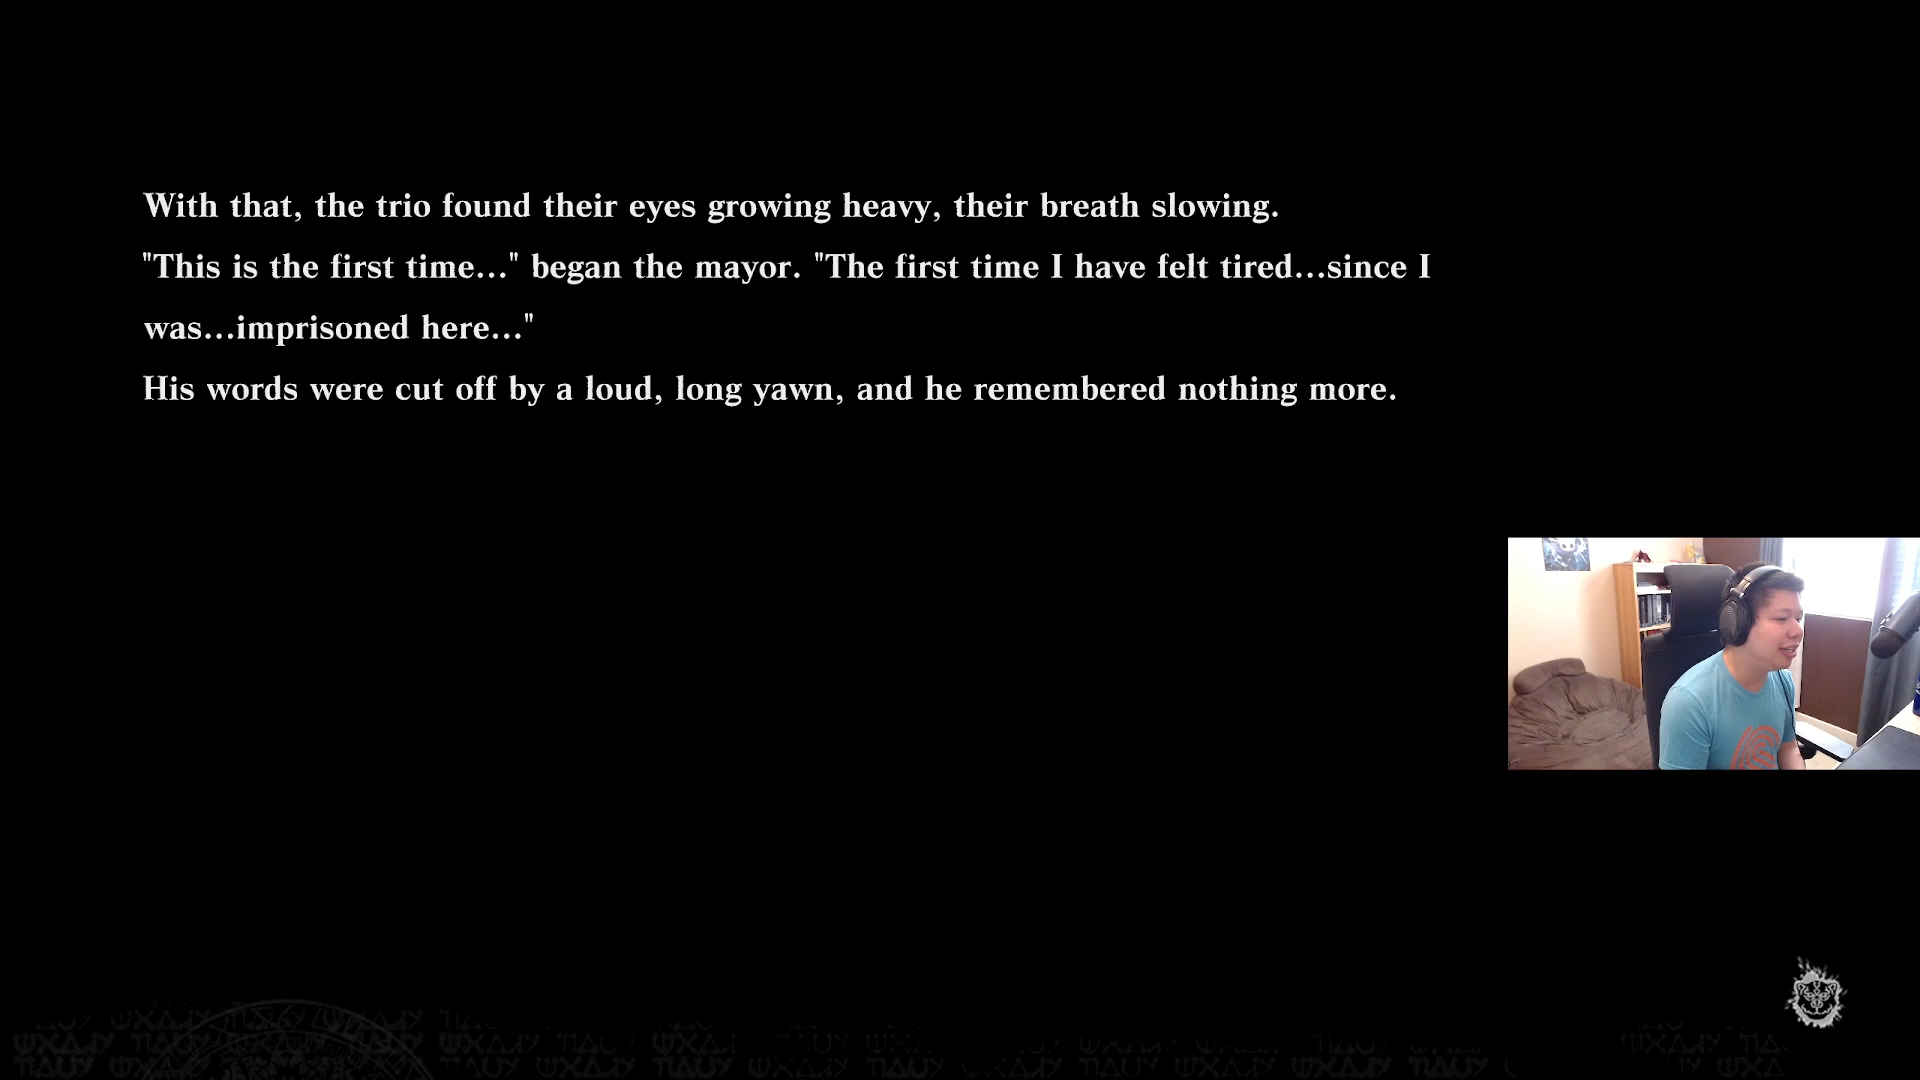 With that, the trio found their eyes growing heavy, their breath slowing.
"This is the first time..." began the mayor. "The first time I have felt tired...since I
was...imprisoned here..."
His words were cut off by a loud, long yawn, and he remembered nothing more.